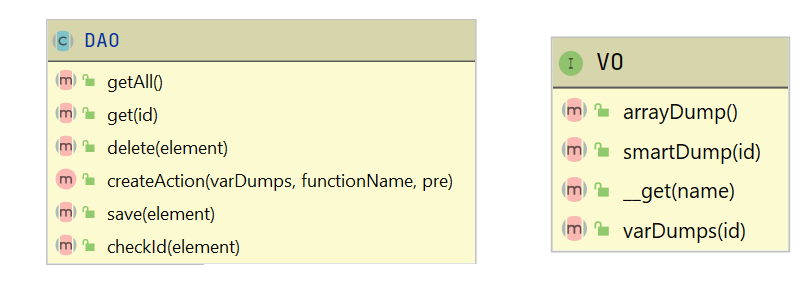 C DAO
m getAll()
m get(id)
m delete(element)
m createAction(varDumps, functionName, pre)
m save(element)
m checkId(element)
I VO
m arrayDump()
m smartDump(id)
m __get(name)
m varDumps(id)